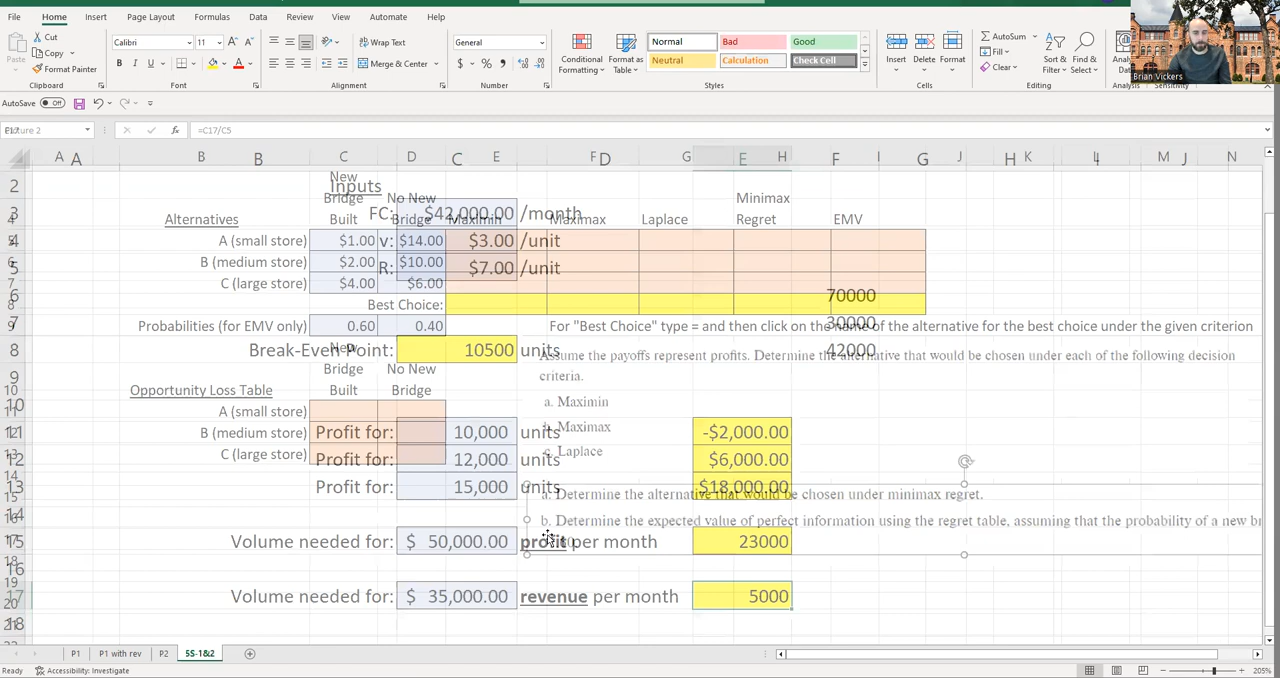 File Home Insert Page Layout Formulas Data Review View Automate Help
Cut
Copy
Format Painter
Paste
Clipboard
Calibri 11
B I U
Font
Wrap Text
Merge & Center
Alignment
General
$ % 9
Number
Conditional Formatting
Format as Table
Normal Bad Good
Neutral Calculation Check Cell
Styles
Insert Delete Format
Cells
AutoSum
Fill
Clear
Sort & Filter
Find & Select
Editing
Analysis
Sensitivity
Brian Vickers
AutoSave Off
=C17/C5
New Bridge Built
No New Bridge
Alternatives Maximin Maximax Laplace Minimax Regret EMV
A (small store) $1.00 $14.00
B (medium store) $2.00 $10.00
C (large store) $4.00 $6.00
Best Choice:
Probabilities (for EMV only) 0.60 0.40
For "Best Choice" type = and then click on the name of the alternative for the best choice under the given criterion
Inputs
FC: $42,000.00 /month
v: $3.00 /unit
R: $7.00 /unit
70000
30000
42000
Break-Even Point: 10500 units
Assume the payoffs represent profits. Determine the alternative that would be chosen under each of the following decision
criteria.
a. Maximin
b. Maximax
c. Laplace
Opportunity Loss Table
New Bridge Built
No New Bridge
A (small store)
B (medium store)
C (large store)
Profit for: 10,000 units -$2,000.00
Profit for: 12,000 units $6,000.00
Profit for: 15,000 units $18,000.00
a. Determine the alternative that would be chosen under minimax regret.
b. Determine the expected value of perfect information using the regret table, assuming that the probability of a new
Volume needed for: $ 50,000.00 profit per month 23000
Volume needed for: $ 35,000.00 revenue per month 5000
P1 P1 with rev P2 5S-1&2
Ready Accessibility: Investigate 205%